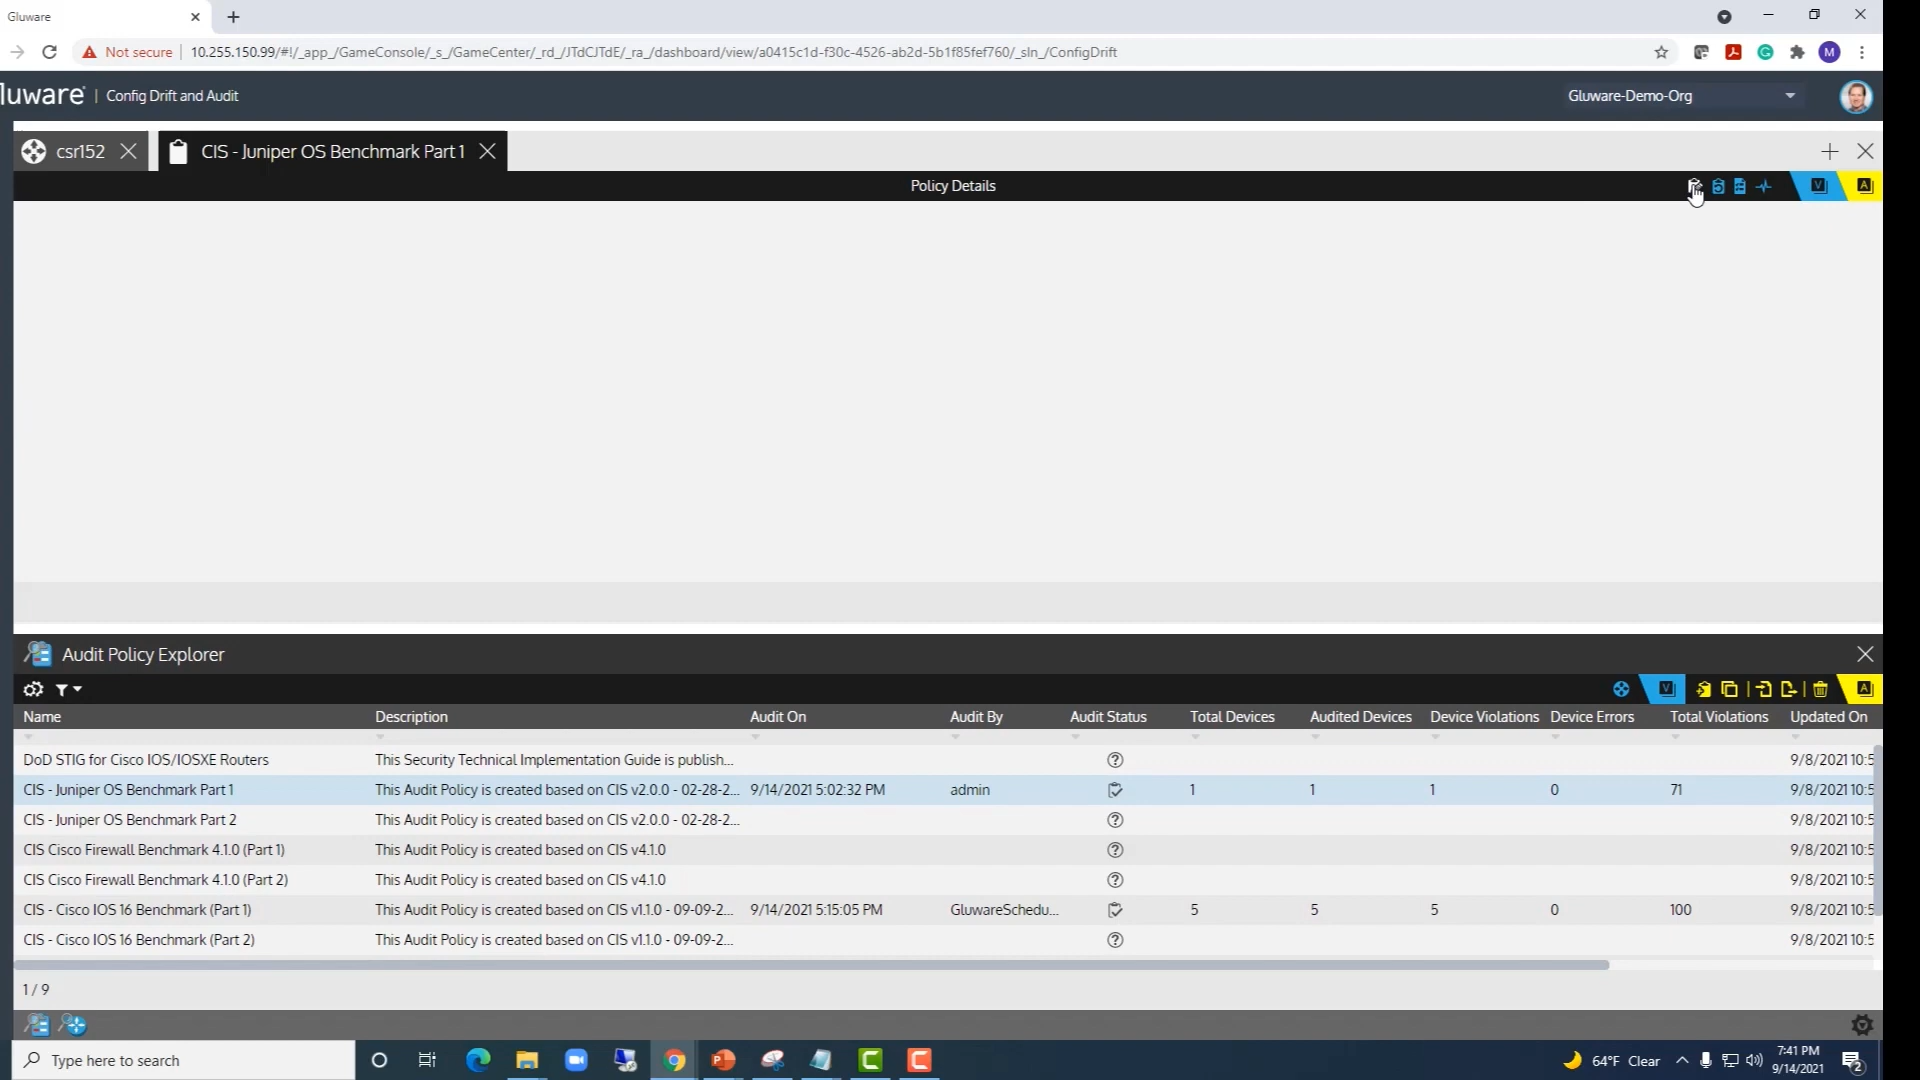 Gluware
Not secure
10.255.150.99/#!/_app_/GameConsole/_s_/GameCenter/_rd_/JTdCJTdE/_ra_/dashboard/view/a0415c1d-f30c-4526-ab2d-5b1f85fef760/_sln_/ConfigDrift
M
luware | Config Drift and Audit
Gluware-Demo-Org
csr152
CIS - Juniper OS Benchmark Part 1
Policy Details
V A
Audit Policy Explorer
V A
Name Description Audit On Audit By Audit Status Total Devices Audited Devices Device Violations Device Errors Total Violations Updated On
DoD STIG for Cisco IOS/IOSXE Routers This Security Technical Implementation Guide is publish... 9/8/2021 10:5
CIS - Juniper OS Benchmark Part 1 This Audit Policy is created based on CIS v2.0.0 - 02-28-2... 9/14/2021 5:02:32 PM admin 1 1 1 0 71 9/8/2021 10:5
CIS - Juniper OS Benchmark Part 2 This Audit Policy is created based on CIS v2.0.0 - 02-28-2... 9/8/2021 10:5
CIS Cisco Firewall Benchmark 4.1.0 (Part 1) This Audit Policy is created based on CIS v4.1.0 9/8/2021 10:5
CIS Cisco Firewall Benchmark 4.1.0 (Part 2) This Audit Policy is created based on CIS v4.1.0 9/8/2021 10:5
CIS - Cisco IOS 16 Benchmark (Part 1) This Audit Policy is created based on CIS v1.1.0 - 09-09-2... 9/14/2021 5:15:05 PM GluwareSchedu... 5 5 5 0 100 9/8/2021 10:5
CIS - Cisco IOS 16 Benchmark (Part 2) This Audit Policy is created based on CIS v1.1.0 - 09-09-2... 9/8/2021 10:5
1 / 9
Type here to search
64°F Clear
7:41 PM
9/14/2021
2